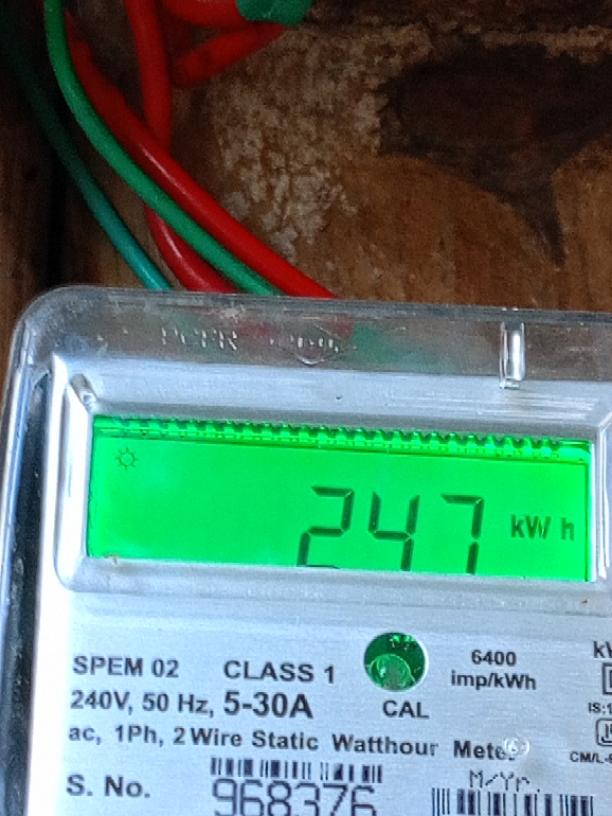 247 kW h
SPEM 02 CLASS 1 6400
240V, 50 Hz, 5-30A CAL imp/kWh
ac, 1Ph, 2 Wire Static Watthour
S. No. 968376 M/Yr.